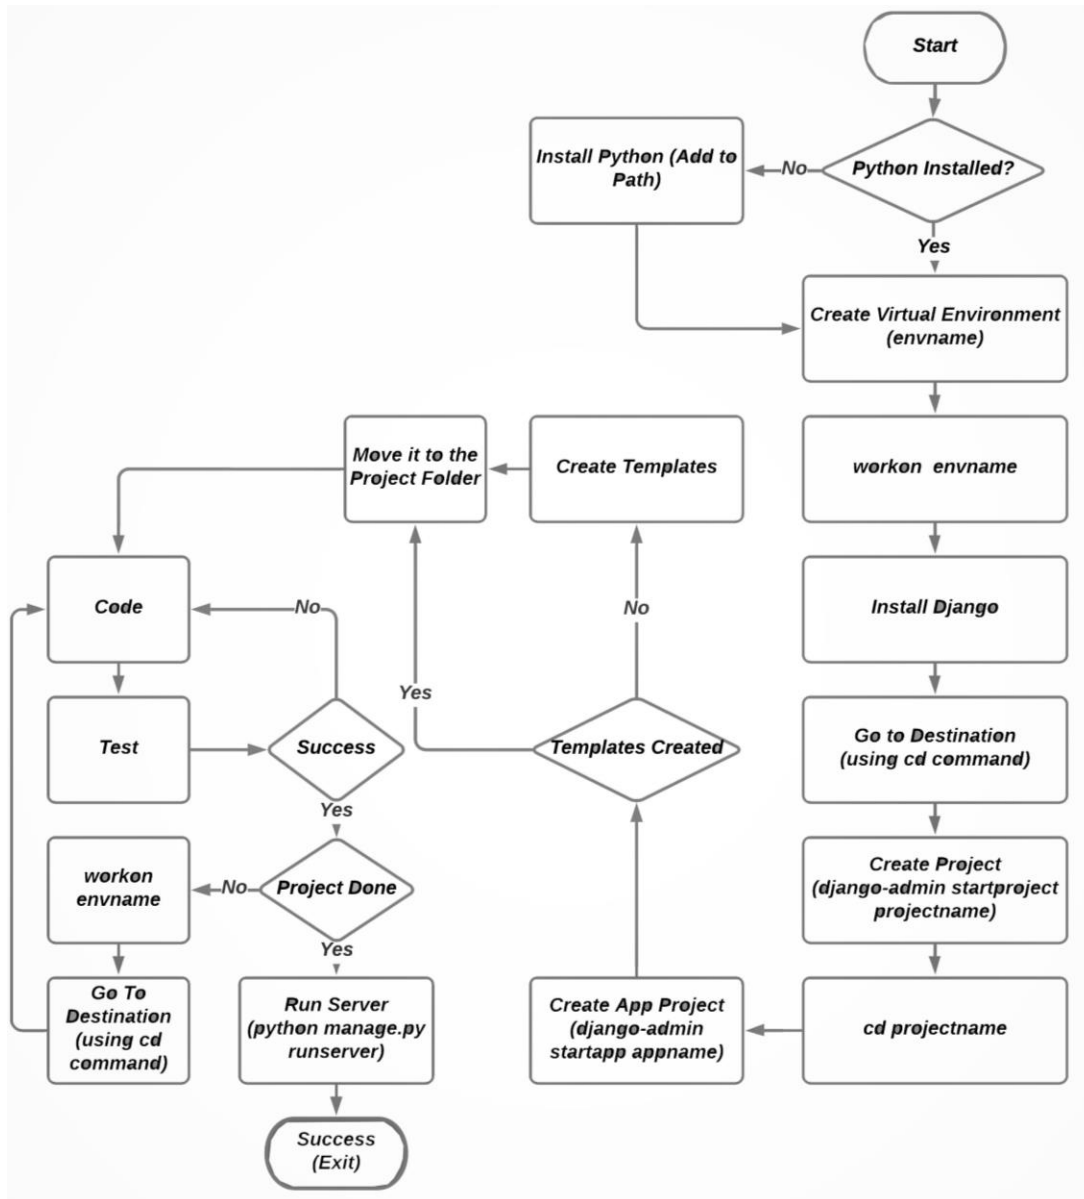 Start
Python Installed?
No
Install Python (Add to
Path)
Yes
Create Virtual Environment
(envname)
workon envname
Install Django
Go to Destination
(using cd command)
Create Project
(django-admin startproject
projectname)
cd projectname
Create App Project
(django-admin
startapp appname)
Templates Created
No
Create Templates
Yes
Move it to the
Project Folder
Code
Test
Success
No
Yes
Project Done
No
workon
envname
Go To
Destination
(using cd
command)
Yes
Run Server
(python manage.py
runserver)
Success
(Exit)